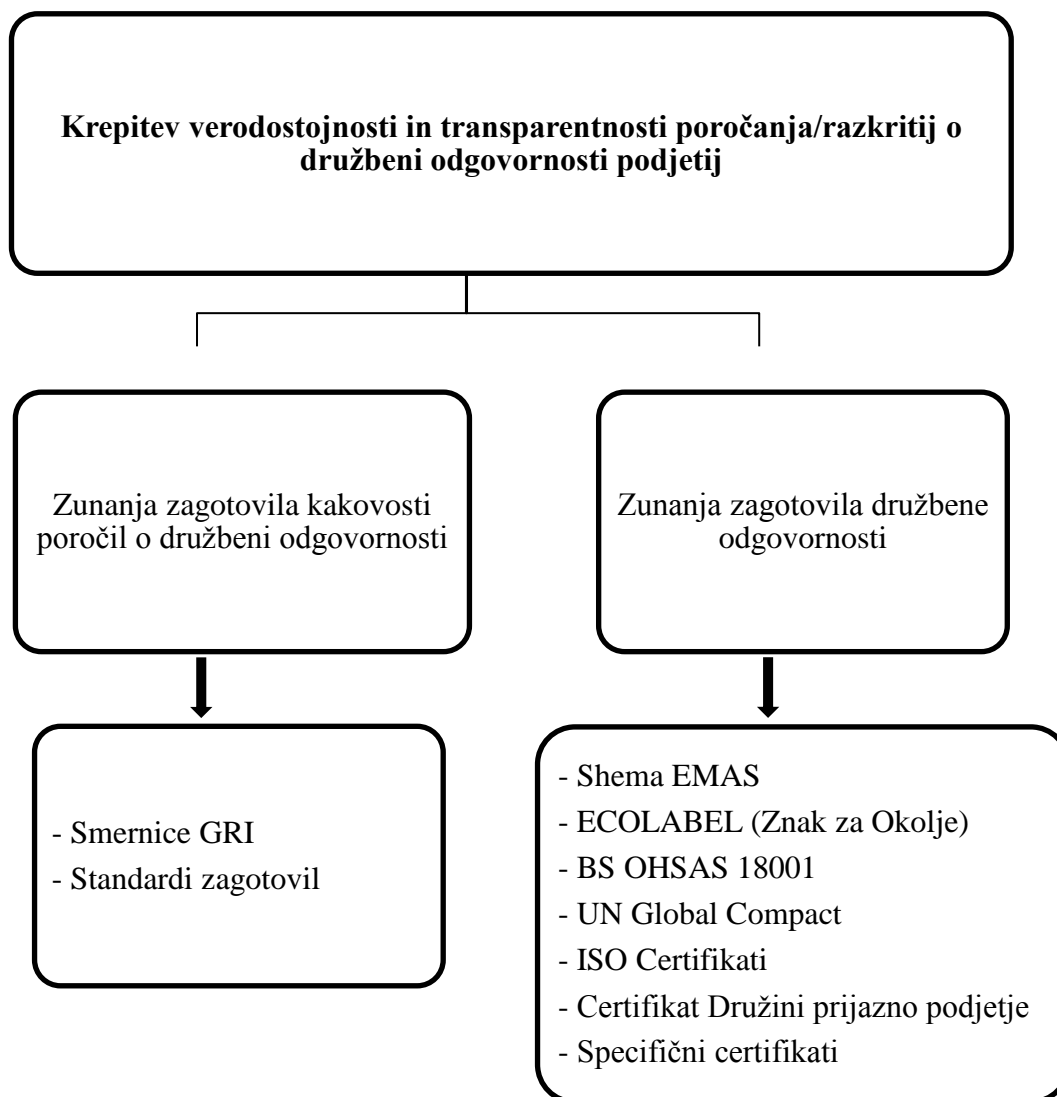 Krepitev verodostojnosti in transparentnosti poročanja/razkritij o
družbeni odgovornosti podjetij
Zunanja zagotovila kakovosti
poročil o družbeni odgovornosti
Zunanja zagotovila družbene
odgovornosti
- Smernice GRI
- Standardi zagotovil
- Shema EMAS
- ECOLABEL (Znak za Okolje)
- BS OHSAS 18001
- UN Global Compact
- ISO Certifikati
- Certifikat Družini prijazno podjetje
- Specifični certifikati